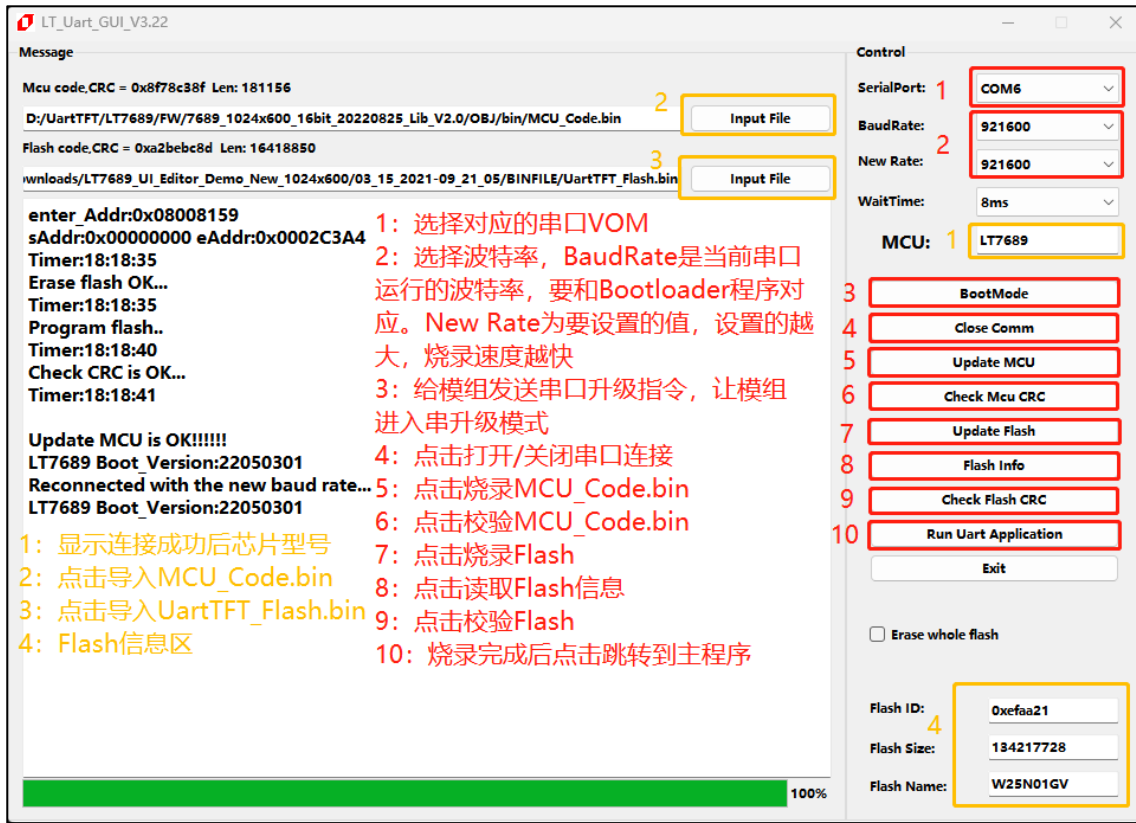 LT_Uart_GUI_V3.22
Message
Mcu code,CRC = 0x8f78c38f Len: 181156
D:/UartTFT/LT7689/FW/7689_1024x600_16bit_20220825_Lib_V2.0/OBJ/bin/MCU_Code.bin
2
Input File
Flash code,CRC = 0xa2bebc8d Len: 16418850
wnloads/LT7689_UI_Editor_Demo_New_1024x600/03_15_2021-09_21_05/BINFILE/UartTFT_Flash.bin
3
Input File
enter_Addr:0x08008159
sAddr:0x00000000 eAddr:0x0002C3A4
Timer:18:18:35
Erase flash OK...
Timer:18:18:35
Program flash..
Timer:18:18:40
Check CRC is OK...
Timer:18:18:41
Update MCU is OK!!!!!!
LT7689 Boot_Version:22050301
Reconnected with the new baud rate...
LT7689 Boot_Version:22050301
1：显示连接成功后芯片型号
2：点击导入MCU_Code.bin
3：点击导入UartTFT_Flash.bin
4：Flash信息区
1：选择对应的串口VOM
2：选择波特率，BaudRate是当前串口
运行的波特率，要和Bootloader程序对
应。New Rate为要设置的值，设置的越
大，烧录速度越快
3：给模组发送串口升级指令，让模组
进入串升级模式
4：点击打开/关闭串口连接
5：点击烧录MCU_Code.bin
6：点击校验MCU_Code.bin
7：点击烧录Flash
8：点击读取Flash信息
9：点击校验Flash
10：烧录完成后点击跳转到主程序
100%
Control
SerialPort: 1 COM6
BaudRate: 921600
2
New Rate: 921600
WaitTime: 8ms
MCU: 1 LT7689
3 BootMode
4 Close Comm
5 Update MCU
6 Check Mcu CRC
7 Update Flash
8 Flash Info
9 Check Flash CRC
10 Run Uart Application
Exit
Erase whole flash
Flash ID: 0xefaa21
4
Flash Size: 134217728
Flash Name: W25N01GV